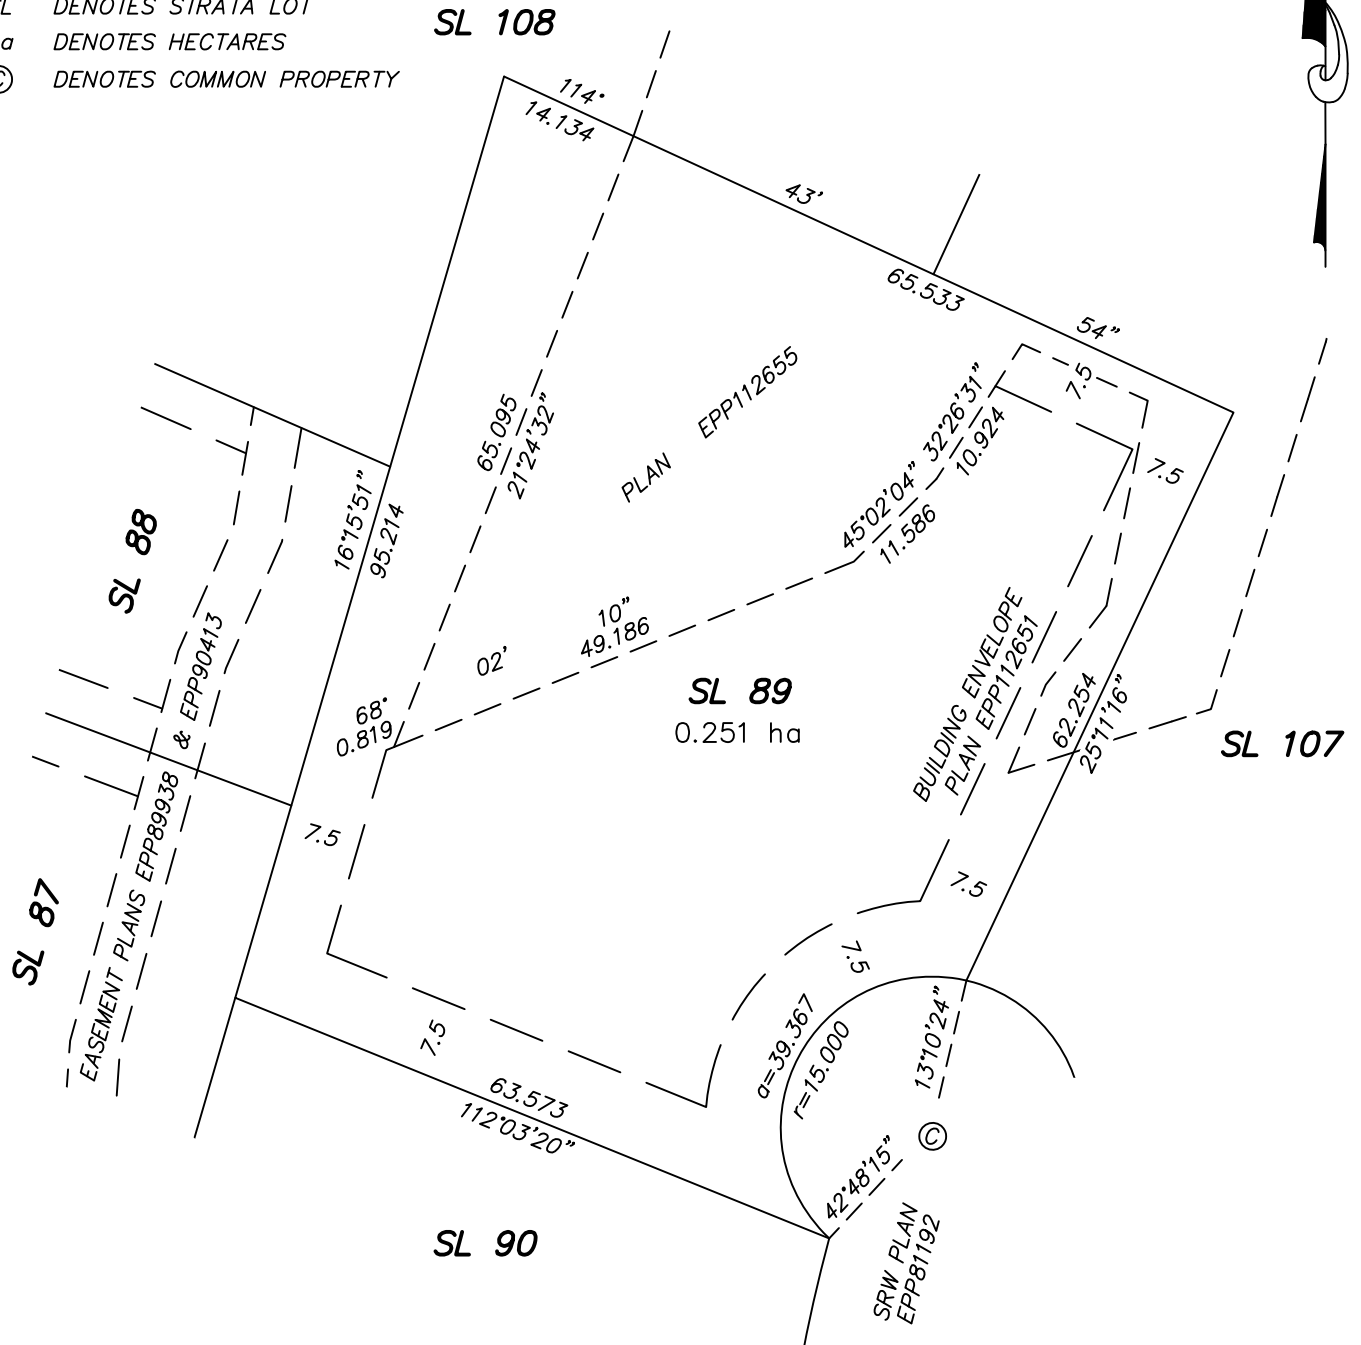 DENOTES STRATA LOT
a DENOTES HECTARES
C DENOTES COMMON PROPERTY
SL 108
114°
14.134
43'
65.533
54"
7.5
7.5
65.095
21°24'32"
PLAN EPP112655
32°26'31"
10.924
45°02'04"
11.586
16°15'51"
95.214
SL 88
10"
49.186
02'
68°
0.819
SL 89
0.251 ha
BUILDING ENVELOPE
PLAN EPP112651
62.254
25°11'16"
SL 107
EASEMENT PLANS EPP89938 & EPP90413
7.5
SL 87
7.5
7.5
7.5
a=39.367
r=15.000
13°10'24"
63.573
112°03'20"
C
42°48'15"
SRW PLAN
EPP81192
SL 90